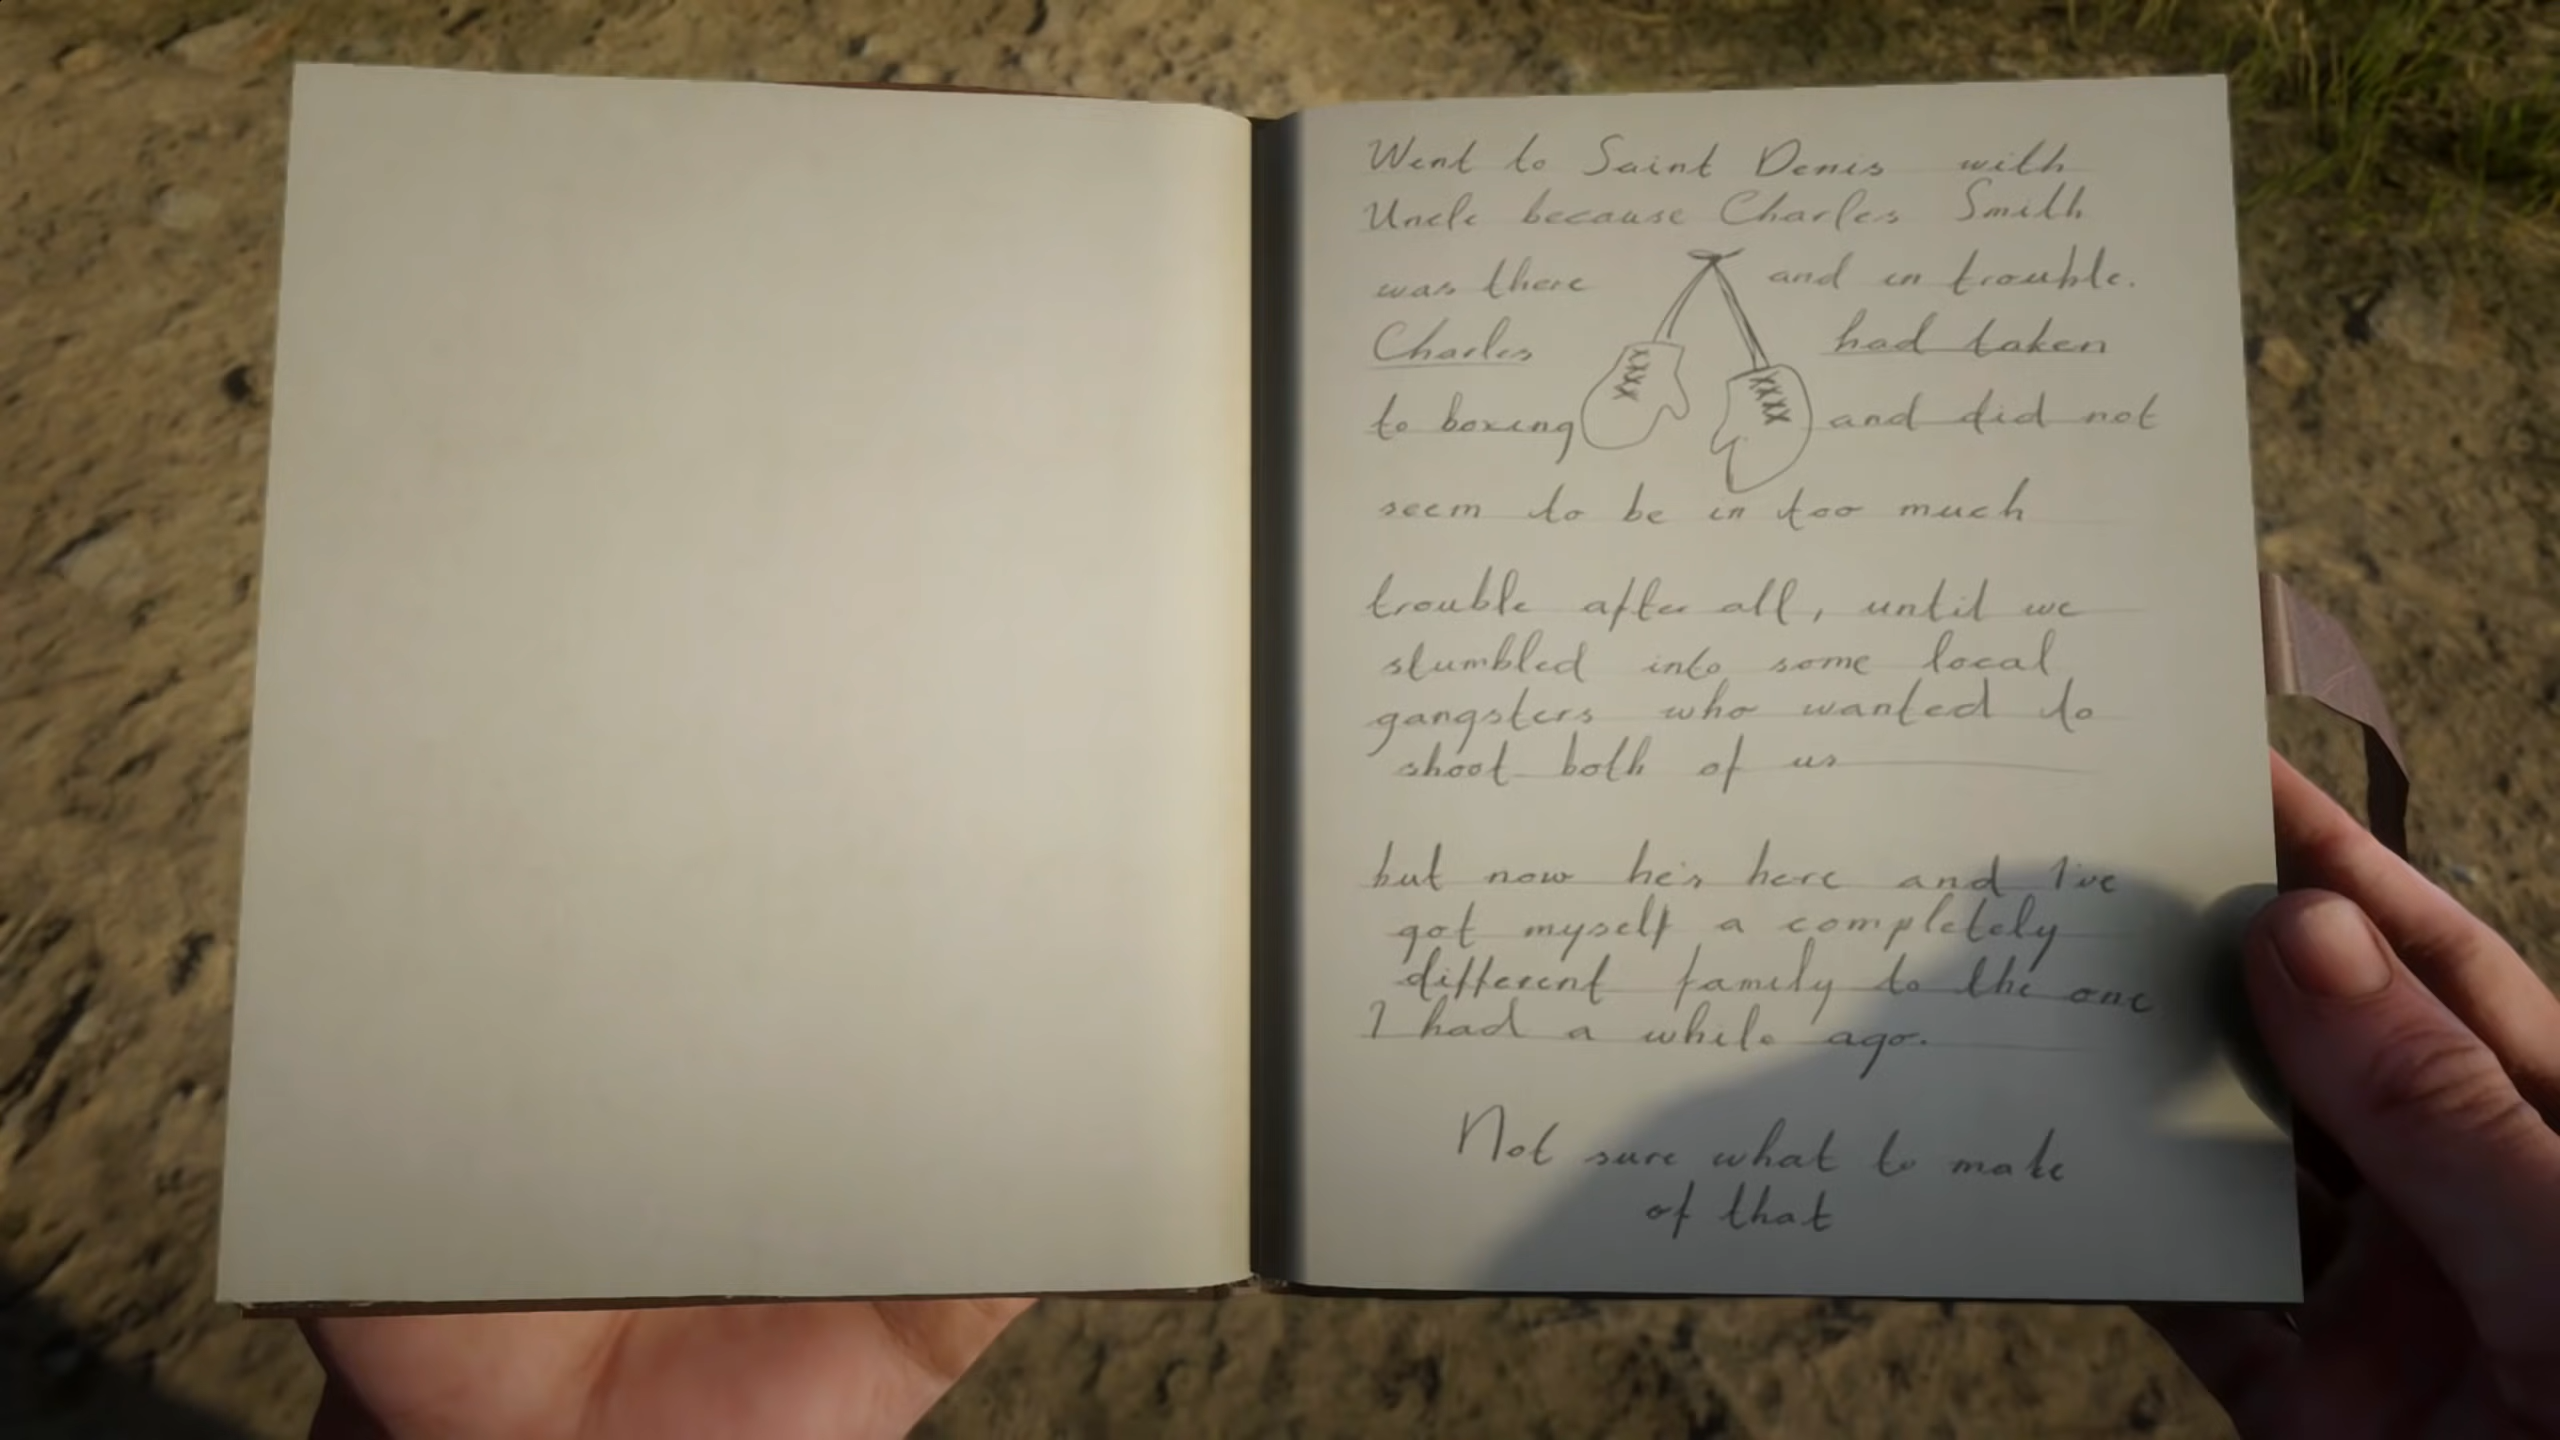 Went to Saint Denis with
Uncle because Charles Smith
was there and in trouble.
Charles had taken
to boxing and did not
seem to be in too much
trouble after all, until we
stumbled into some local
gangsters who wanted to
shoot both of us
but now he's here and I've
got myself a completely
different family to the one
I had a while ago.
Not sure what to make
of that